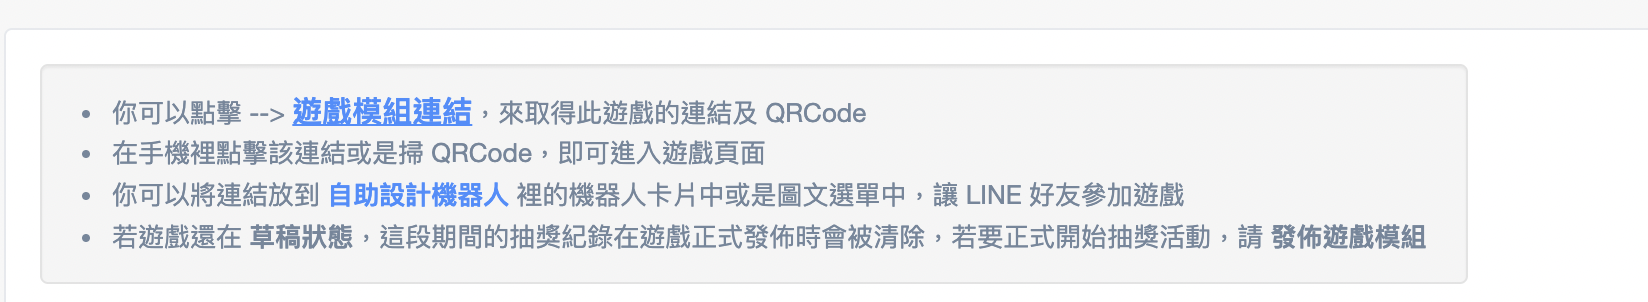 • 你可以點擊 --> 遊戲模組連結，來取得此遊戲的連結及 QRCode
• 在手機裡點擊該連結或是掃 QRCode，即可進入遊戲頁面
• 你可以將連結放到 自助設計機器人 裡的機器人卡片中或是圖文選單中，讓 LINE 好友參加遊戲
• 若遊戲還在 草稿狀態，這段期間的抽獎紀錄在遊戲正式發佈時會被清除，若要正式開始抽獎活動，請 發佈遊戲模組